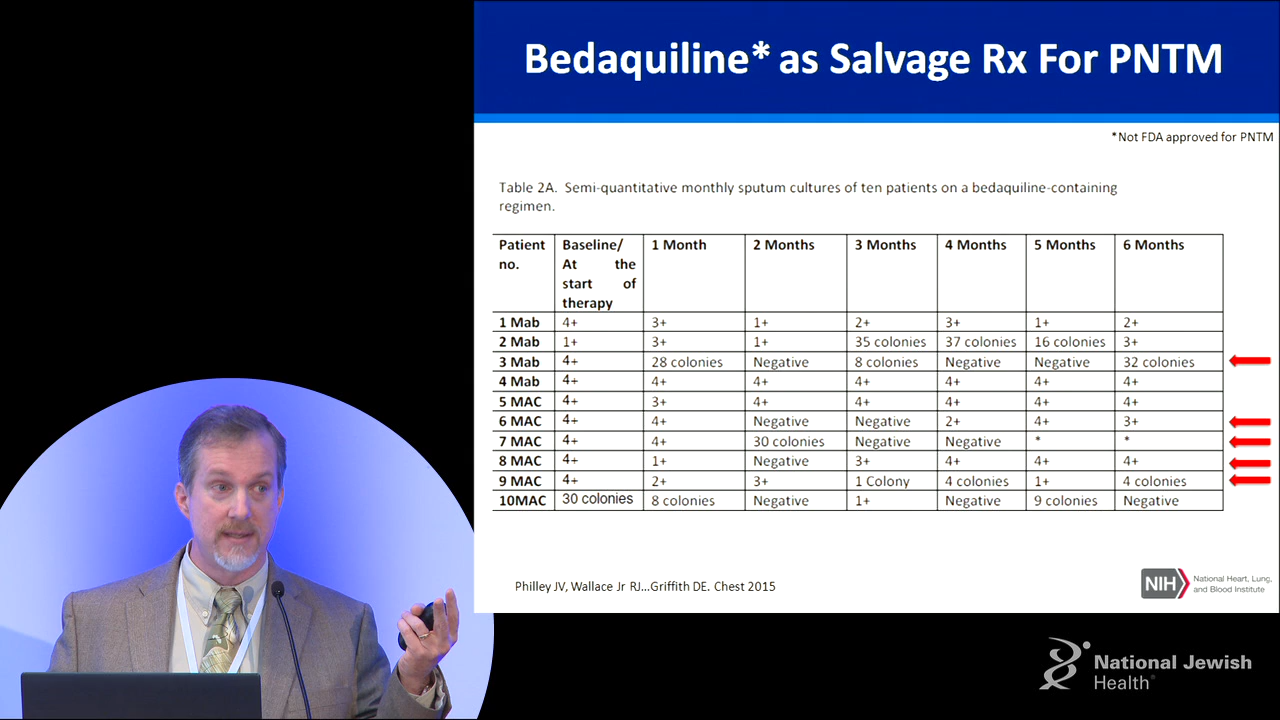 Bedaquiline* as Salvage Rx For PNTM
*Not FDA approved for PNTM
Table 2A. Semi-quantitative monthly sputum cultures of ten patients on a bedaquiline-containing
regimen.
Patient no. Baseline/ At the start of therapy 1 Month 2 Months 3 Months 4 Months 5 Months 6 Months
1 Mab 4+ 3+ 1+ 2+ 3+ 1+ 2+
2 Mab 1+ 3+ 1+ 35 colonies 37 colonies 16 colonies 3+
3 Mab 4+ 28 colonies Negative 8 colonies Negative Negative 32 colonies
4 Mab 4+ 4+ 4+ 4+ 4+ 4+ 4+
5 MAC 4+ 3+ 4+ 4+ 4+ 4+ 4+
6 MAC 4+ 4+ Negative Negative 2+ 4+ 3+
7 MAC 4+ 4+ 30 colonies Negative Negative * *
8 MAC 4+ 1+ Negative 3+ 4+ 4+ 4+
9 MAC 4+ 2+ 3+ 1 Colony 4 colonies 1+ 4 colonies
10MAC 30 colonies 8 colonies Negative 1+ Negative 9 colonies Negative
Philley JV, Wallace Jr RJ...Griffith DE. Chest 2015
NIH National Heart, Lung,
and Blood Institute
National Jewish
Health®